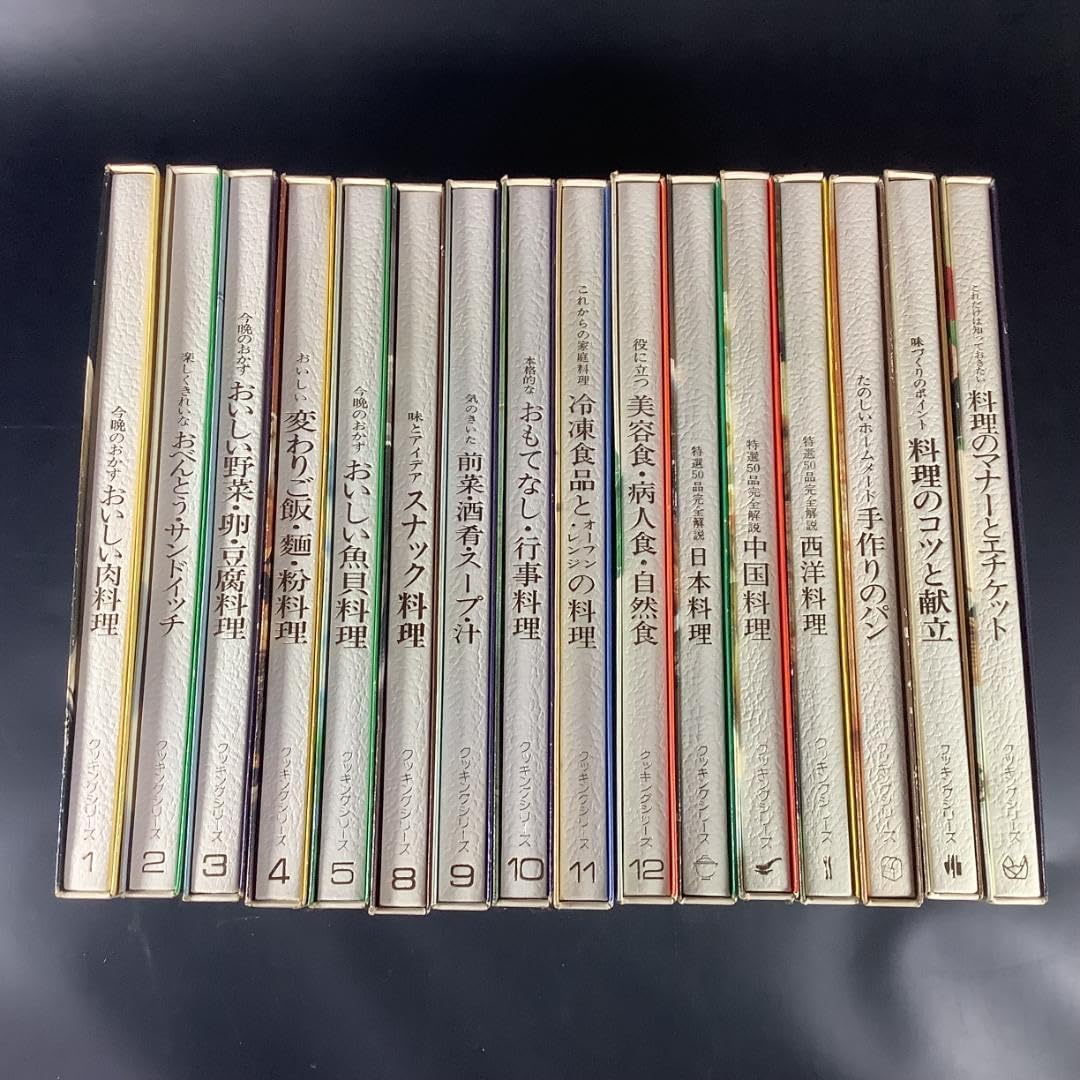 今晩のおかず おいしい肉料理 クッキングシリーズ 1
楽しくきれいな おべんとう・サンドイッチ クッキングシリーズ 2
今晩のおかず おいしい野菜・卵・豆腐料理 クッキングシリーズ 3
おいしい 変わりご飯・麵・粉料理 クッキングシリーズ 4
今晩のおかず おいしい魚貝料理 クッキングシリーズ 5
味とアイデア スナック料理 クッキングシリーズ 8
気のきいた 前菜・酒肴・スープ・汁 クッキングシリーズ 9
本格的な おもてなし・行事料理 クッキングシリーズ 10
これからの家庭料理 冷凍食品とオーブン・レンジの料理 クッキングシリーズ 11
役に立つ 美容食・病人食・自然食 クッキングシリーズ 12
特選50品完全解説 日本料理 クッキングシリーズ
特選50品完全解説 中国料理 クッキングシリーズ
特選50品完全解説 西洋料理 クッキングシリーズ
たのしいホームメード 手作りのパン クッキングシリーズ
味づくりのポイント 料理のコツと献立 クッキングシリーズ
これだけは知っておきたい 料理のマナーとエチケット クッキングシリーズ